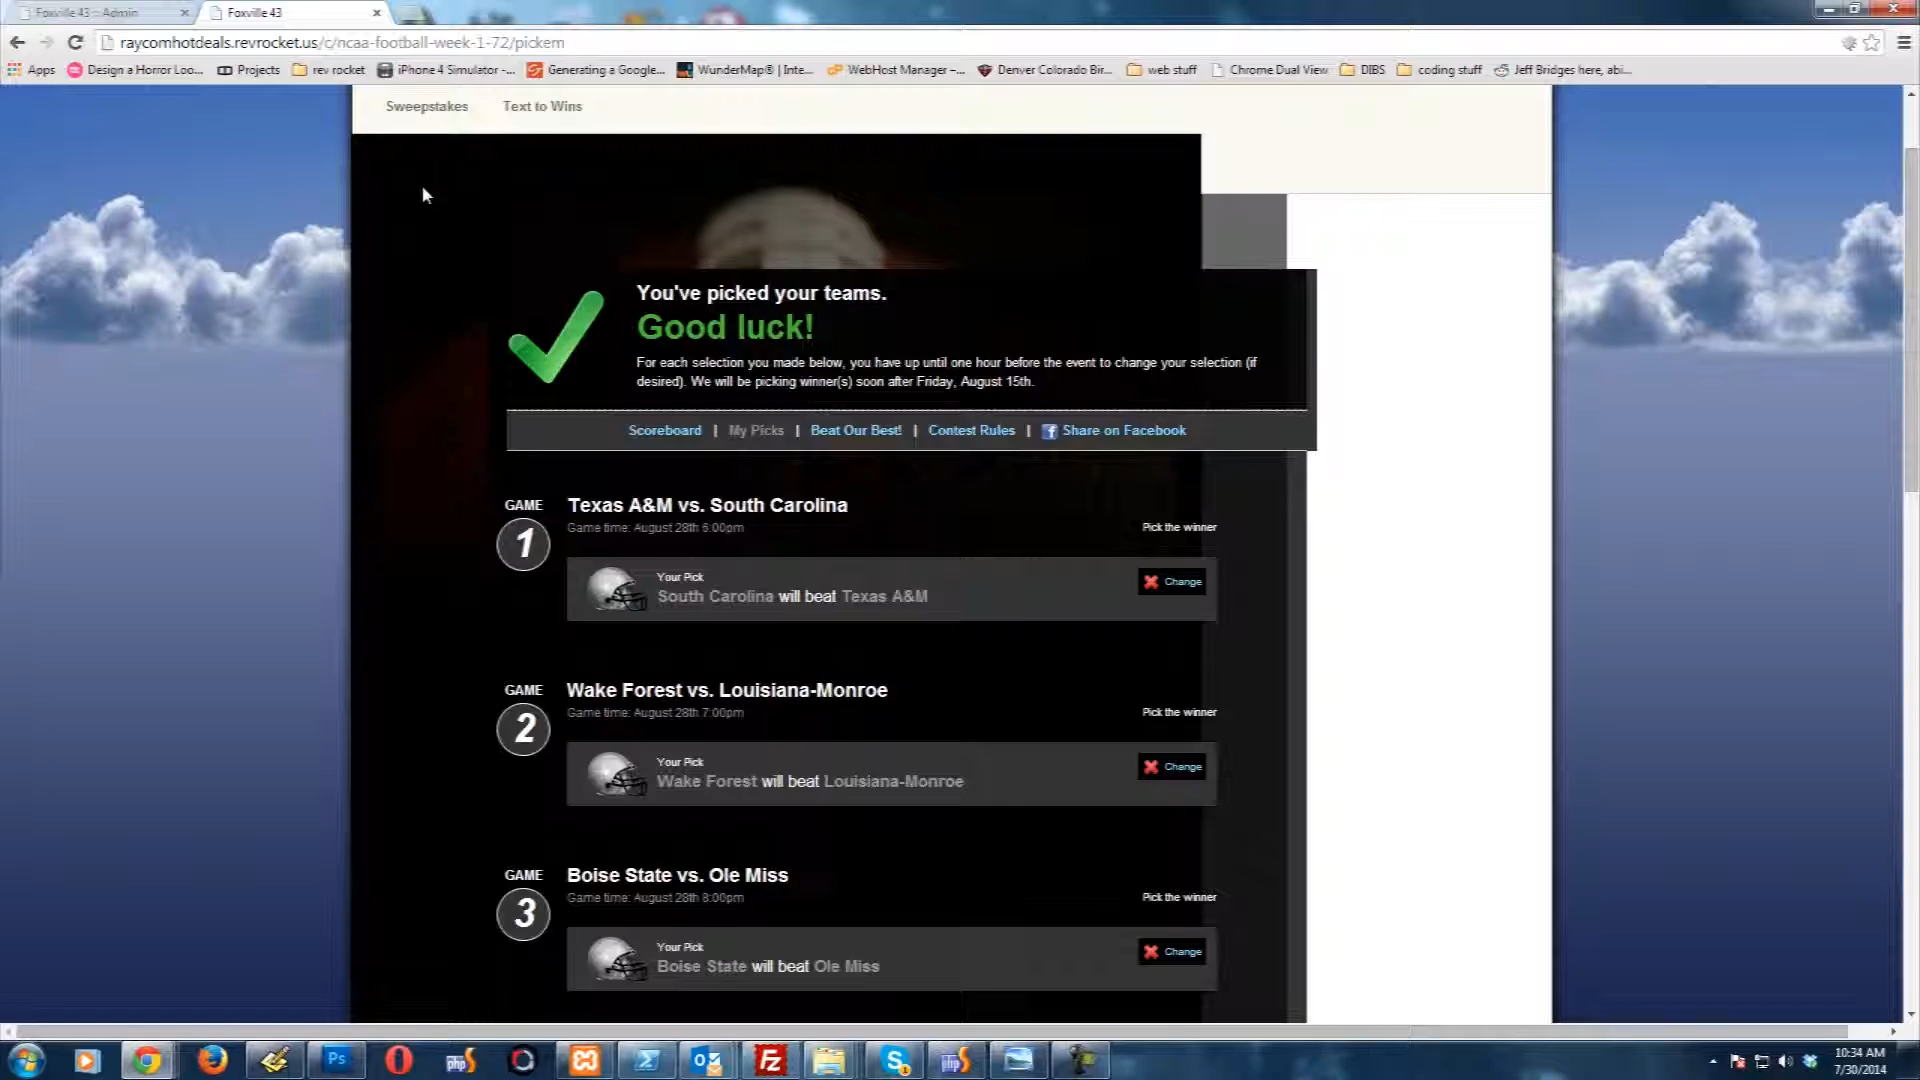 Foxville 43 :: Admin
Foxville 43
raycomhotdeals.revrocket.us/c/ncaa-football-week-1-72/pickem
Apps
Design a Horror Loo...
Projects
rev rocket
iPhone 4 Simulator -...
Generating a Google...
WunderMap® | Inte...
WebHost Manager –...
Denver Colorado Bir...
web stuff
Chrome Dual View
DIBS
coding stuff
Jeff Bridges here, abi...
Sweepstakes
Text to Wins
You've picked your teams.
Good luck!
For each selection you made below, you have up until one hour before the event to change your selection (if
desired). We will be picking winner(s) soon after Friday, August 15th.
Scoreboard | My Picks | Beat Our Best! | Contest Rules | Share on Facebook
GAME
1
Texas A&M vs. South Carolina
Game time: August 28th 6:00pm
Pick the winner
Your Pick
South Carolina will beat Texas A&M
Change
GAME
2
Wake Forest vs. Louisiana-Monroe
Game time: August 28th 7:00pm
Pick the winner
Your Pick
Wake Forest will beat Louisiana-Monroe
Change
GAME
3
Boise State vs. Ole Miss
Game time: August 28th 8:00pm
Pick the winner
Your Pick
Boise State will beat Ole Miss
Change
10:34 AM
7/30/2014